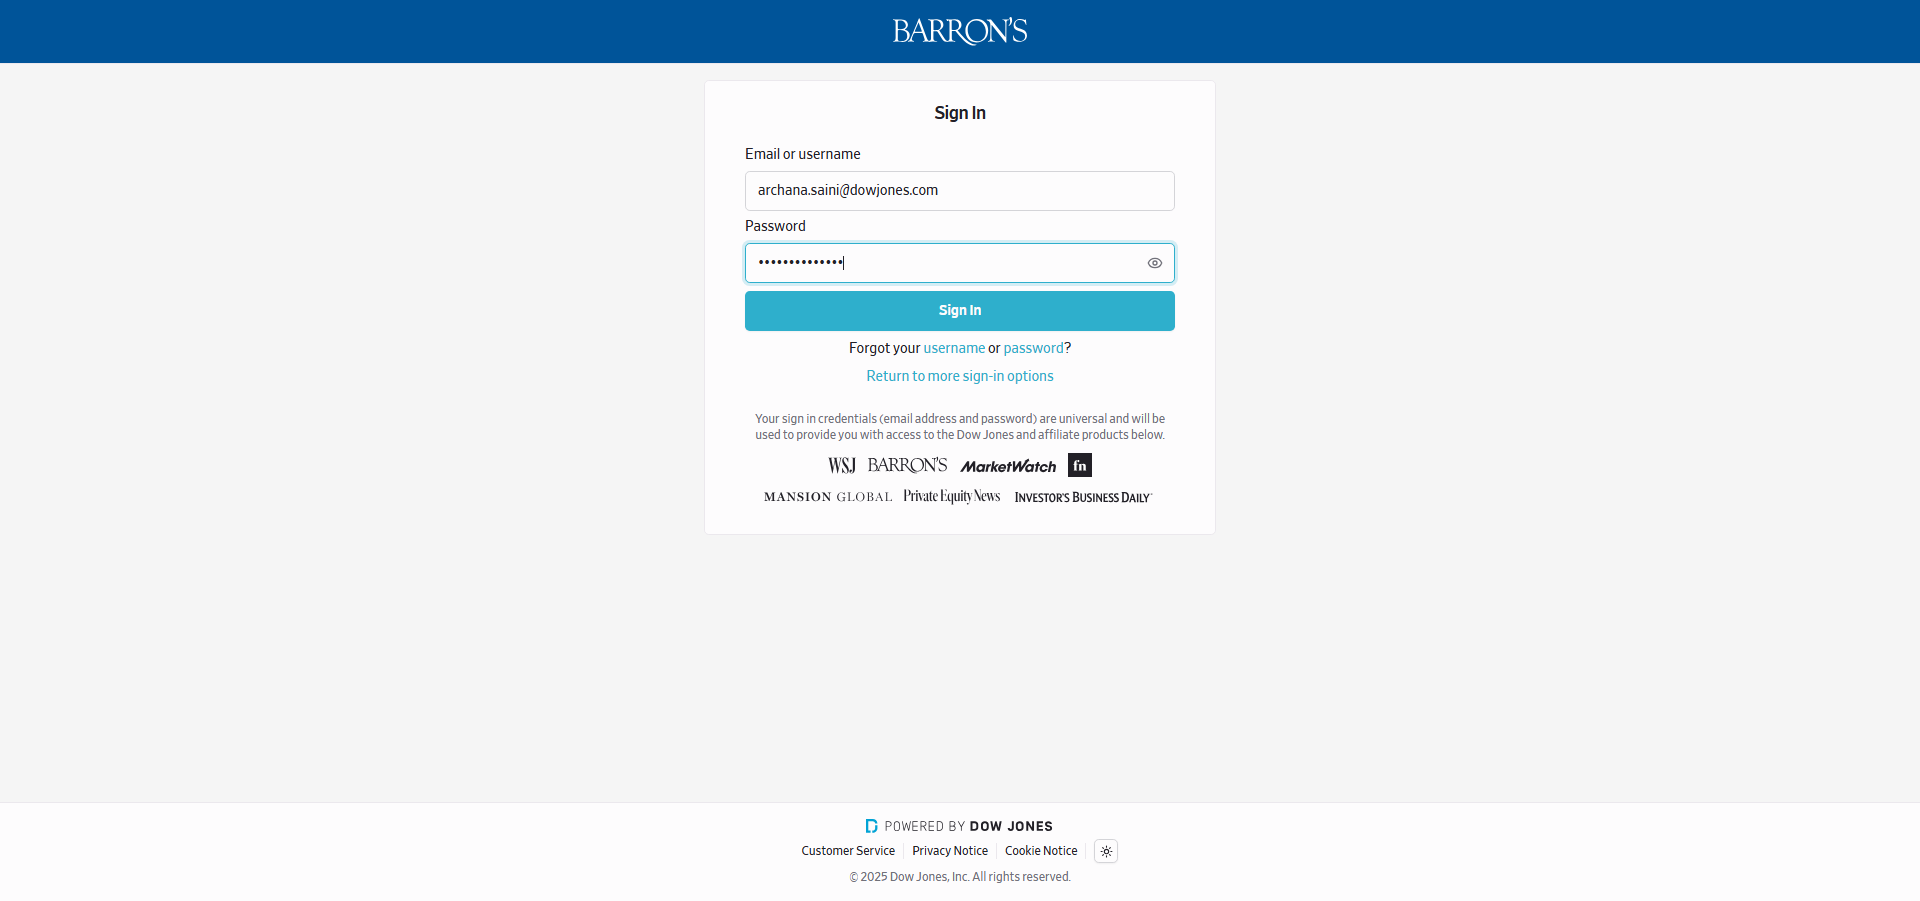 BARRON'S
Sign In
Email or username
archana.saini@dowjones.com
Password
••••••••••••••
Sign In
Forgot your username or password?
Return to more sign-in options
Your sign in credentials (email address and password) are universal and will be
used to provide you with access to the Dow Jones and affiliate products below.
WSJ BARRON'S MarketWatch fn
MANSION GLOBAL Private Equity News INVESTOR'S BUSINESS DAILY
POWERED BY DOW JONES
Customer Service Privacy Notice Cookie Notice
© 2025 Dow Jones, Inc. All rights reserved.